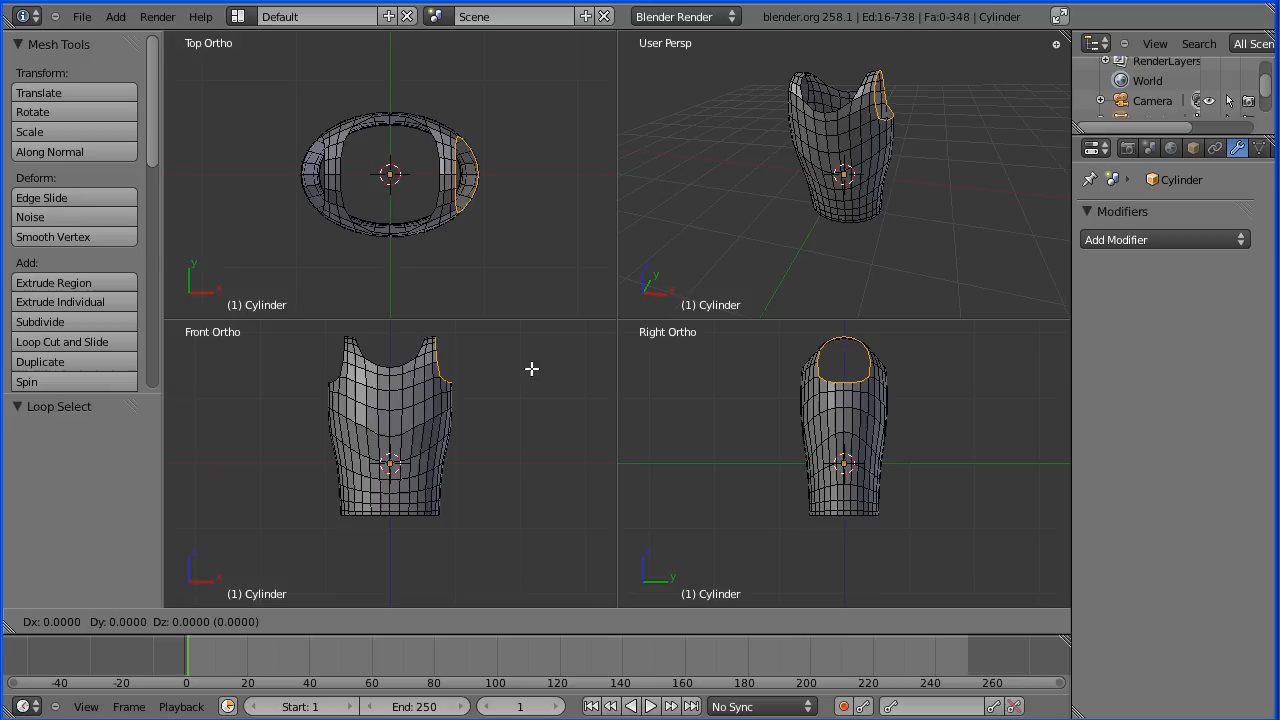 File Add Render Help Default Scene Blender Render blender.org 258.1 | Ed:16-738 | Fa:0-348 | Cylinder
Mesh Tools
Transform:
Translate
Rotate
Scale
Along Normal
Deform:
Edge Slide
Noise
Smooth Vertex
Add:
Extrude Region
Extrude Individual
Subdivide
Loop Cut and Slide
Duplicate
Spin
Loop Select
Top Ortho
y
x
(1) Cylinder
User Persp
z
y
x
(1) Cylinder
Front Ortho
z
x
(1) Cylinder
Right Ortho
z
y
(1) Cylinder
View Search All Scen
RenderLayers
World
Camera
Cylinder
Modifiers
Add Modifier
Dx: 0.0000 Dy: 0.0000 Dz: 0.0000 (0.0000)
-40 -20 0 20 40 60 80 100 120 140 160 180 200 220 240 260
View Frame Playback Start: 1 End: 250 1 No Sync